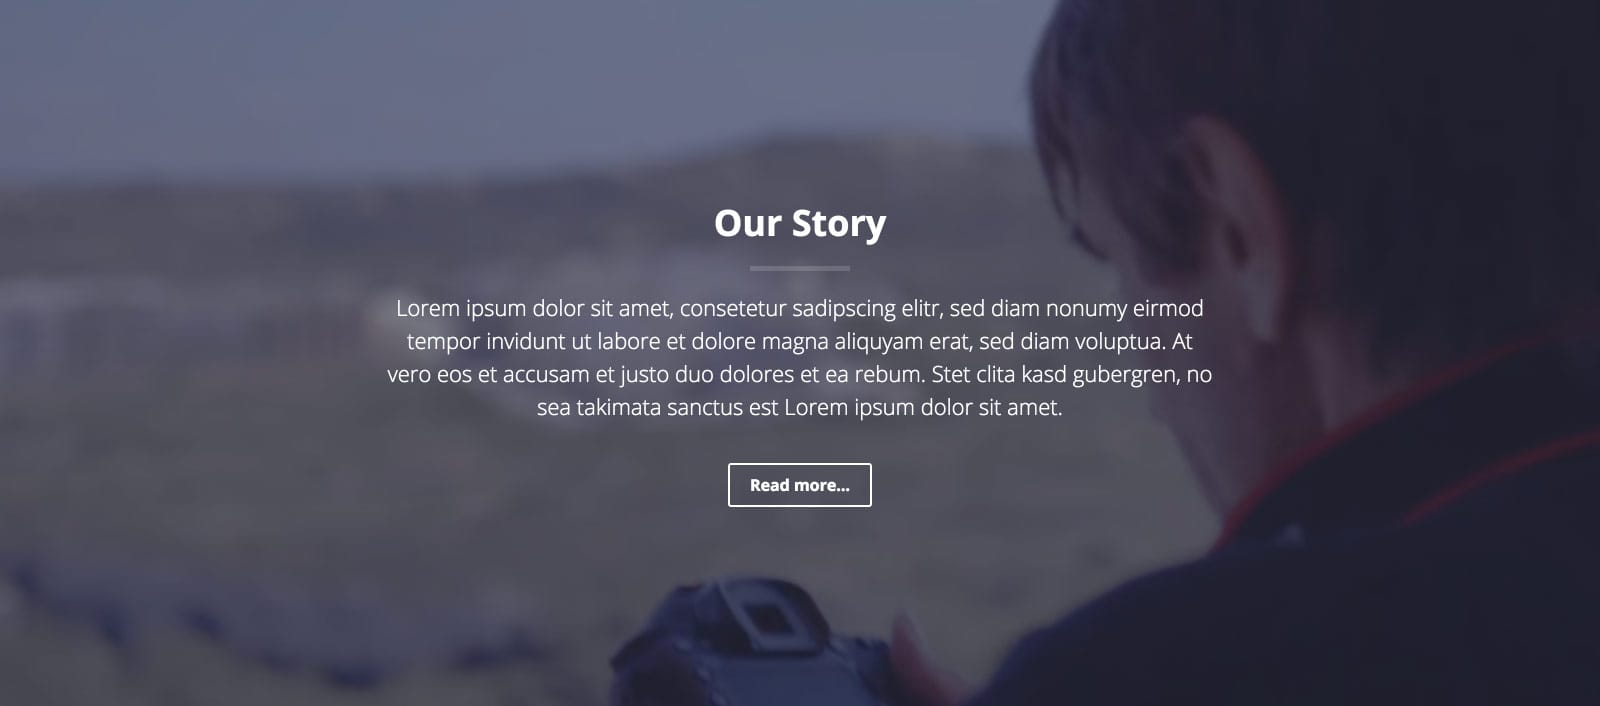 Our Story
Lorem ipsum dolor sit amet, consetetur sadipscing elitr, sed diam nonumy eirmod
tempor invidunt ut labore et dolore magna aliquyam erat, sed diam voluptua. At
vero eos et accusam et justo duo dolores et ea rebum. Stet clita kasd gubergren, no
sea takimata sanctus est Lorem ipsum dolor sit amet.
Read more...